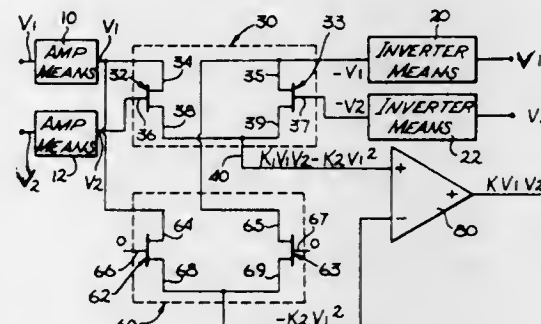 10 30 20
V1 AMP MEANS V1 32 34 35 33 -V1 INVERTER MEANS V1
V2 AMP MEANS V2 36 38 39 37 -V2 INVERTER MEANS
12 40 22
K1V1V2-K2V1²
+ - + 80 KV1V2
64 65 67
0 66 62 68 69 63 0
60 -K2V1²